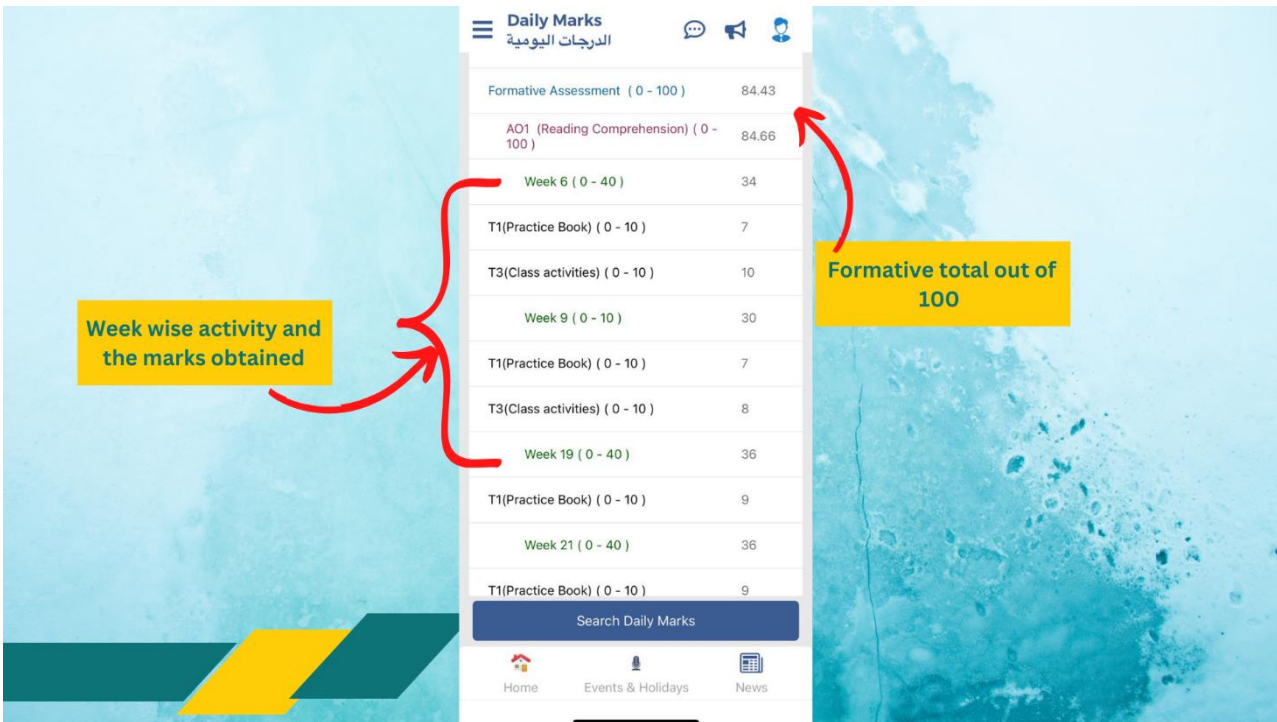 Daily Marks
الدرجات اليومية
Formative Assessment ( 0 - 100 ) 84.43
AO1 (Reading Comprehension) ( 0 -
100 ) 84.66
Week 6 ( 0 - 40 ) 34
T1(Practice Book) ( 0 - 10 ) 7
T3(Class activities) ( 0 - 10 ) 10
Week 9 ( 0 - 10 ) 30
T1(Practice Book) ( 0 - 10 ) 7
T3(Class activities) ( 0 - 10 ) 8
Week 19 ( 0 - 40 ) 36
T1(Practice Book) ( 0 - 10 ) 9
Week 21 ( 0 - 40 ) 36
T1(Practice Book) ( 0 - 10 ) 9
Search Daily Marks
Home Events & Holidays News
Week wise activity and
the marks obtained
Formative total out of
100